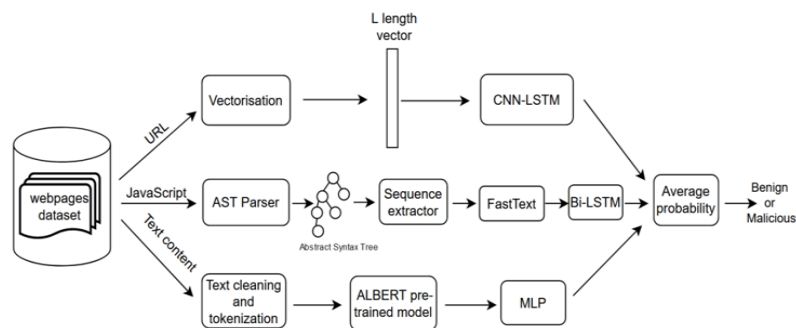 L length
vector
Vectorisation
CNN-LSTM
URL
webpages
dataset
JavaScript
AST Parser
Abstract Syntax Tree
Sequence
extractor
FastText
Bi-LSTM
Average
probability
Benign
or
Malicious
Text content
Text cleaning
and
tokenization
ALBERT pre-
trained model
MLP